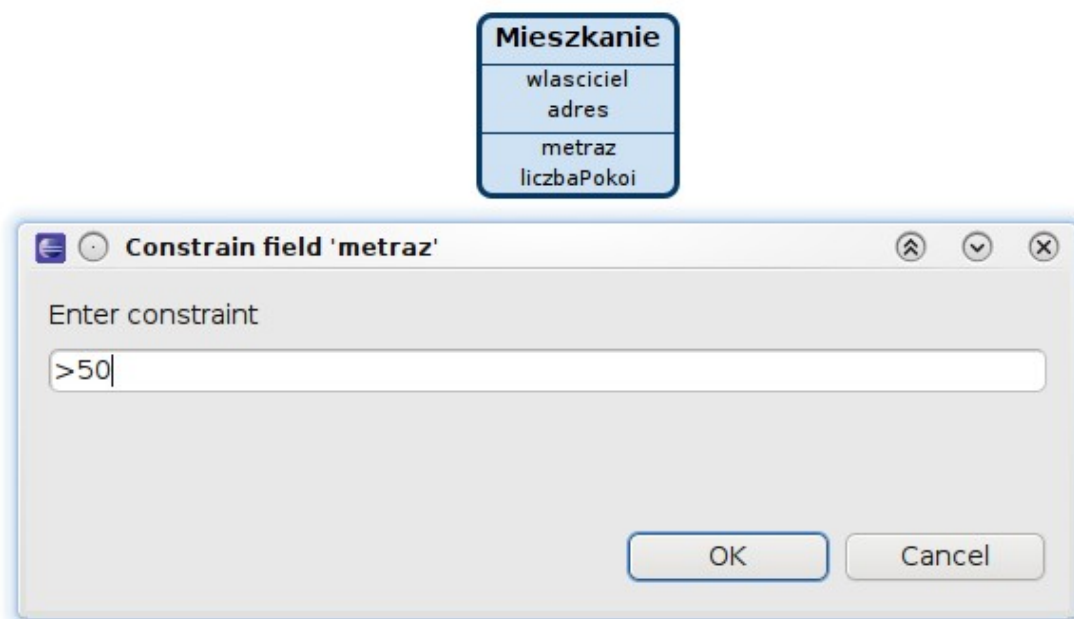 Mieszkanie
wlasciciel
adres
metraz
liczbaPokoi
Constrain field 'metraz'
Enter constraint
>50
OK
Cancel